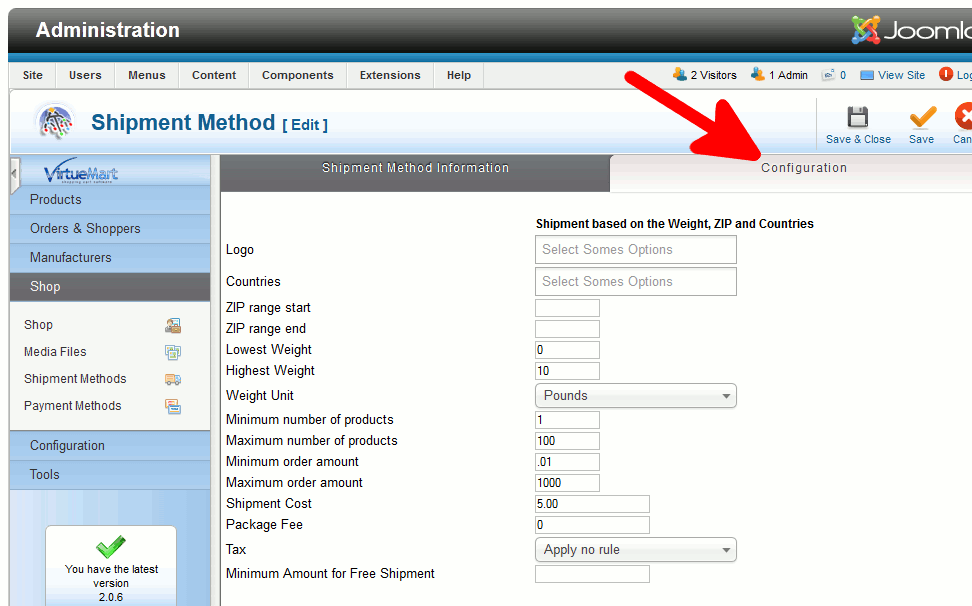 Administration
Site Users Menus Content Components Extensions Help 2 Visitors 1 Admin 0 View Site
Shipment Method [ Edit ]
Save & Close Save
VirtueMart
Shipment Method Information Configuration
Products
Orders & Shoppers
Manufacturers
Shop
Shop
Media Files
Shipment Methods
Payment Methods
Configuration
Tools
You have the latest
version
2.0.6
Shipment based on the Weight, ZIP and Countries
Logo Select Somes Options
Countries Select Somes Options
ZIP range start
ZIP range end
Lowest Weight 0
Highest Weight 10
Weight Unit Pounds
Minimum number of products 1
Maximum number of products 100
Minimum order amount .01
Maximum order amount 1000
Shipment Cost 5.00
Package Fee 0
Tax Apply no rule
Minimum Amount for Free Shipment